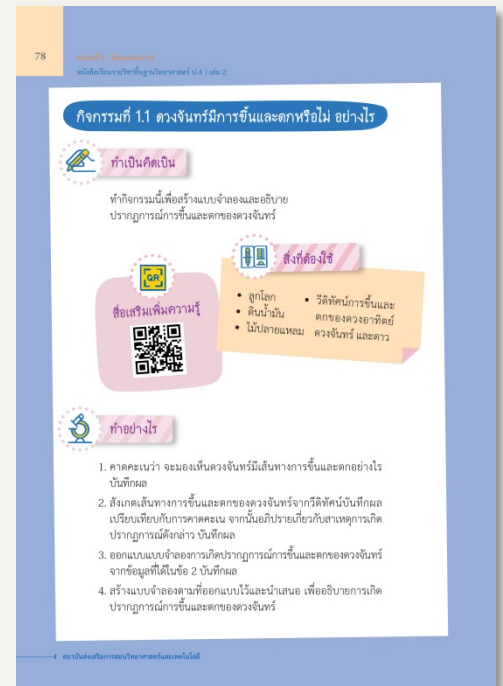 78
หนังสือเรียนรายวิชาพื้นฐานวิทยาศาสตร์ ป.4 | เล่ม 2
กิจกรรมที่ 1.1 ดวงจันทร์มีการขึ้นและตกหรือไม่ อย่างไร
ทำเป็นคิดเป็น
ทำกิจกรรมนี้เพื่อสร้างแบบจำลองและอธิบาย
ปรากฏการณ์การขึ้นและตกของดวงจันทร์
สิ่งที่ต้องใช้
• ลูกโลก
• ดินน้ำมัน
• ไม้ปลายแหลม
• วีดิทัศน์การขึ้นและ
ตกของดวงอาทิตย์
ดวงจันทร์ และดาว
QR
สื่อเสริมเพิ่มความรู้
ทำอย่างไร
1. คาดคะเนว่า จะมองเห็นดวงจันทร์มีเส้นทางการขึ้นและตกอย่างไร
บันทึกผล
2. สังเกตเส้นทางการขึ้นและตกของดวงจันทร์จากวีดิทัศน์บันทึกผล
เปรียบเทียบกับการคาดคะเน จากนั้นอภิปรายเกี่ยวกับสาเหตุการเกิด
ปรากฏการณ์ดังกล่าว บันทึกผล
3. ออกแบบแบบจำลองการเกิดปรากฏการณ์การขึ้นและตกของดวงจันทร์
จากข้อมูลที่ได้ในข้อ 2 บันทึกผล
4. สร้างแบบจำลองตามที่ออกแบบไว้และนำเสนอ เพื่ออธิบายการเกิด
ปรากฏการณ์การขึ้นและตกของดวงจันทร์
สถาบันส่งเสริมการสอนวิทยาศาสตร์และเทคโนโลยี